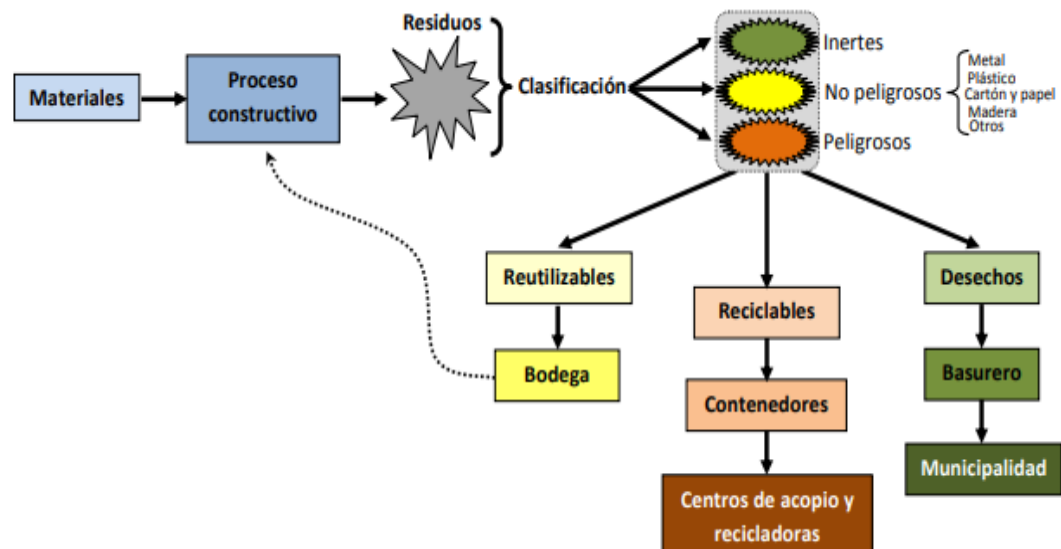 Residuos
Materiales
Proceso
constructivo
Clasificación
Inertes
No peligrosos
Peligrosos
Metal
Plástico
Cartón y papel
Madera
Otros
Reutilizables
Bodega
Reciclables
Contenedores
Centros de acopio y
recicladoras
Desechos
Basurero
Municipalidad